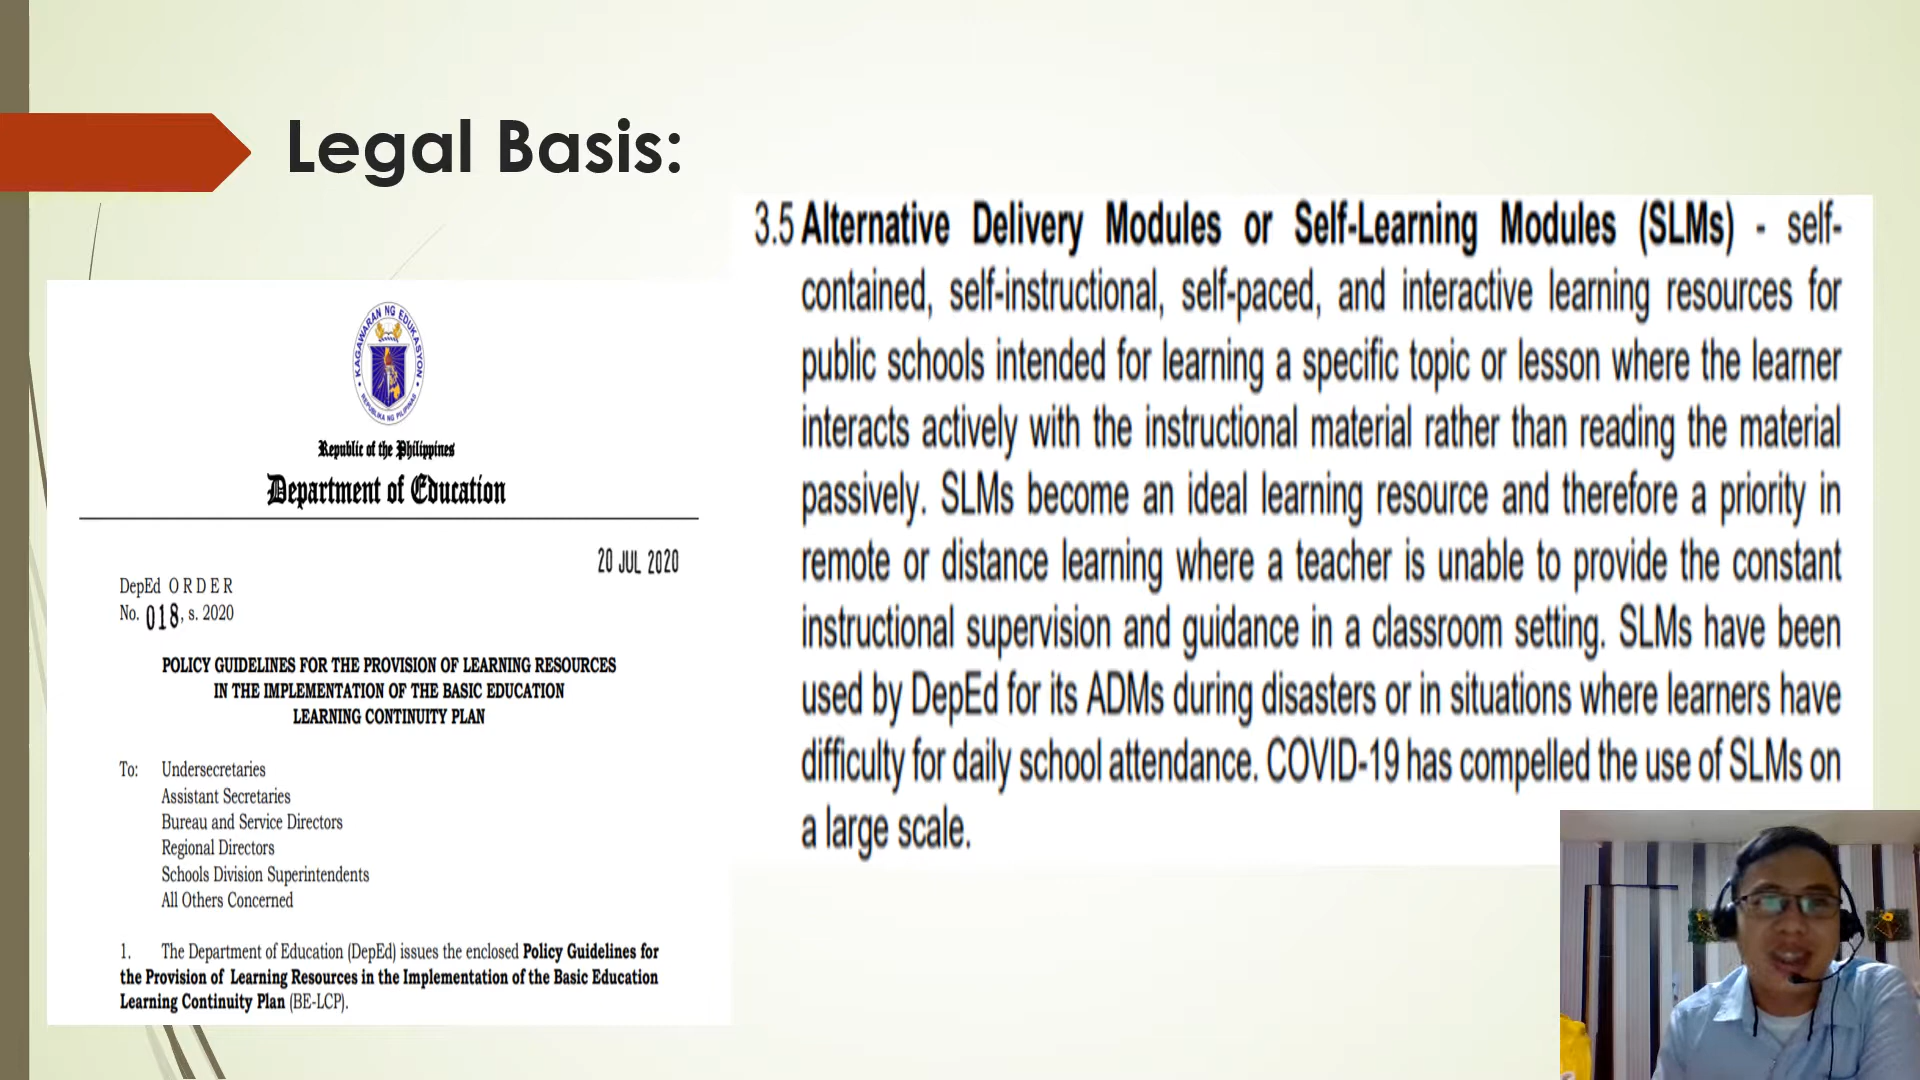 Legal Basis:
KAGAWARAN NG EDUKASYON
REPUBLIKA NG PILIPINAS
Republic of the Philippines
Department of Education
20 JUL 2020
DepEd ORDER
No. 018, s. 2020
POLICY GUIDELINES FOR THE PROVISION OF LEARNING RESOURCES
IN THE IMPLEMENTATION OF THE BASIC EDUCATION
LEARNING CONTINUITY PLAN
To: Undersecretaries
Assistant Secretaries
Bureau and Service Directors
Regional Directors
Schools Division Superintendents
All Others Concerned
1. The Department of Education (DepEd) issues the enclosed Policy Guidelines for
the Provision of Learning Resources in the Implementation of the Basic Education
Learning Continuity Plan (BE-LCP).
3.5 Alternative Delivery Modules or Self-Learning Modules (SLMs) - self-
contained, self-instructional, self-paced, and interactive learning resources for
public schools intended for learning a specific topic or lesson where the learner
interacts actively with the instructional material rather than reading the material
passively. SLMs become an ideal learning resource and therefore a priority in
remote or distance learning where a teacher is unable to provide the constant
instructional supervision and guidance in a classroom setting. SLMs have been
used by DepEd for its ADMs during disasters or in situations where learners have
difficulty for daily school attendance. COVID-19 has compelled the use of SLMs on
a large scale.